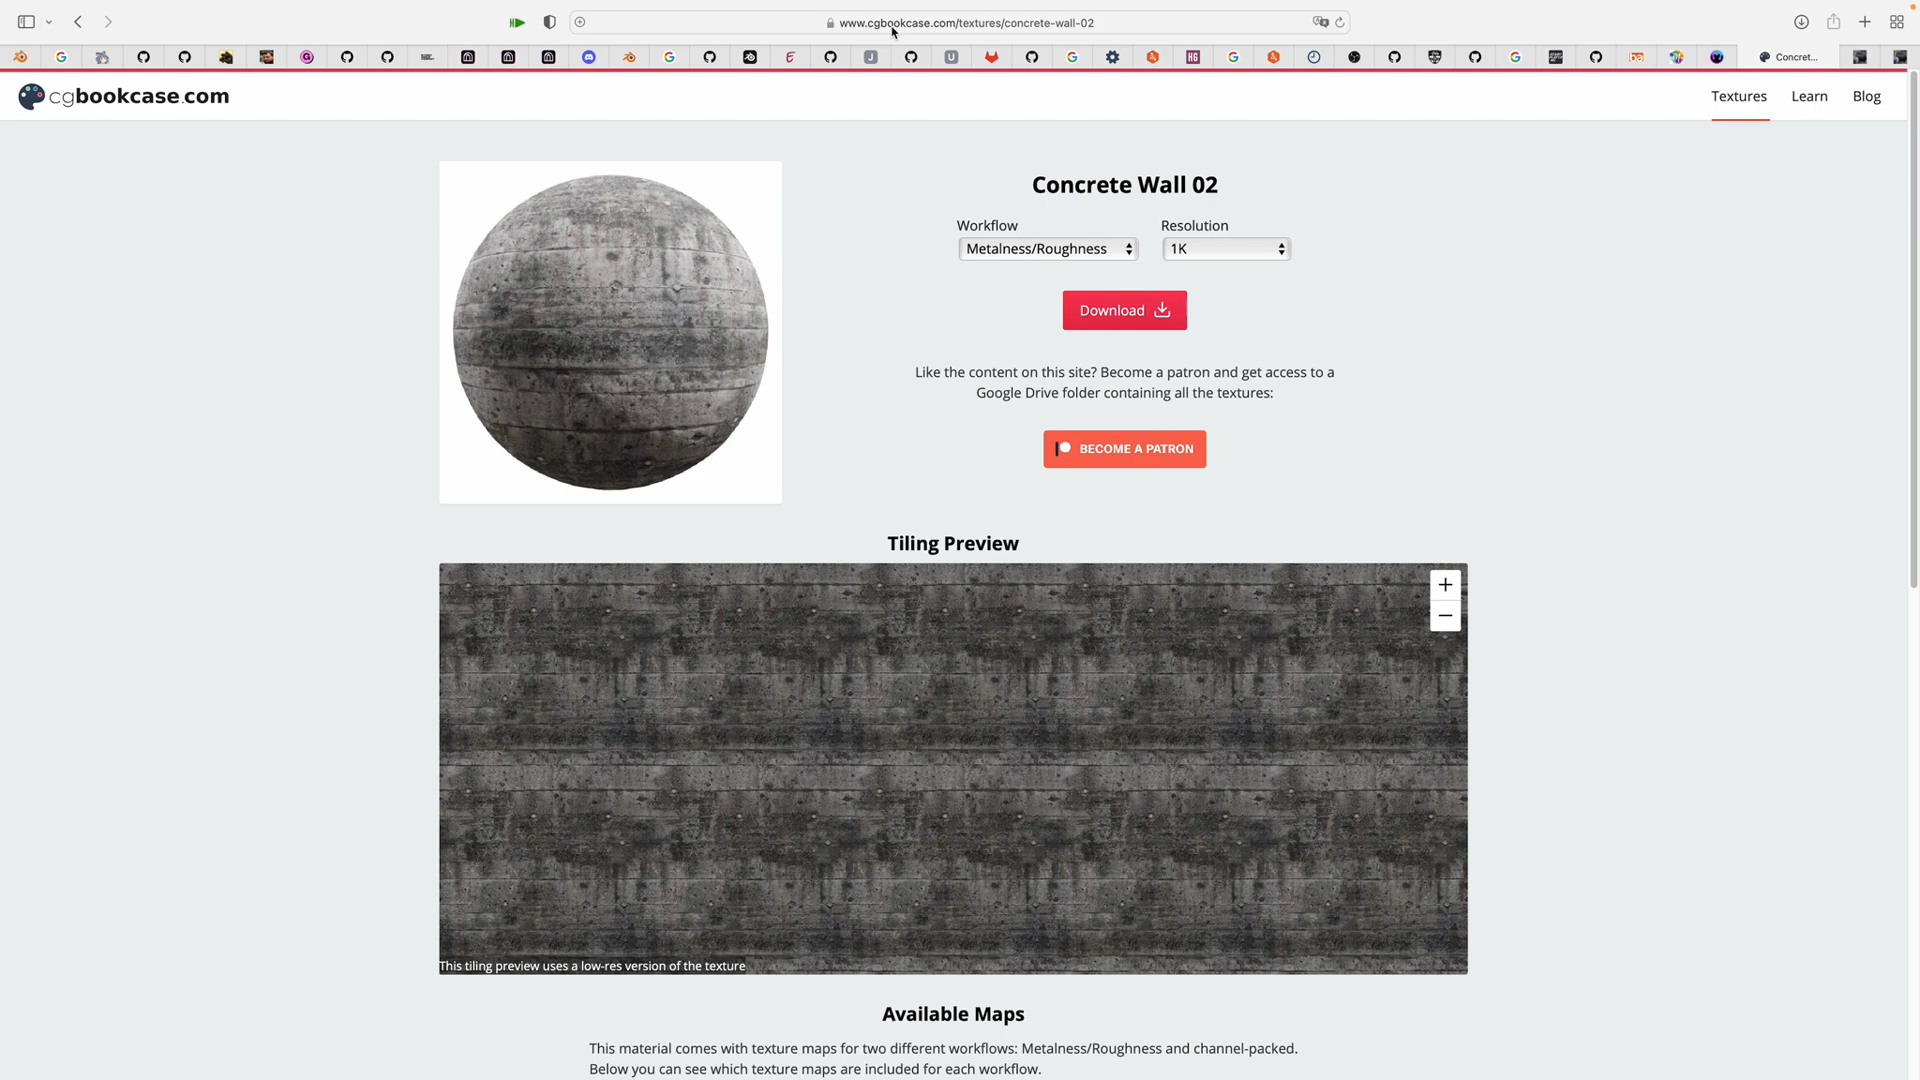 www.cgbookcase.com/textures/concrete-wall-02
Concret...
cgbookcase.com
Textures
Learn
Blog
Concrete Wall 02
Workflow
Resolution
Metalness/Roughness
1K
Download
Like the content on this site? Become a patron and get access to a
Google Drive folder containing all the textures:
BECOME A PATRON
Tiling Preview
+
−
This tiling preview uses a low-res version of the texture
Available Maps
This material comes with texture maps for two different workflows: Metalness/Roughness and channel-packed.
Below you can see which texture maps are included for each workflow.